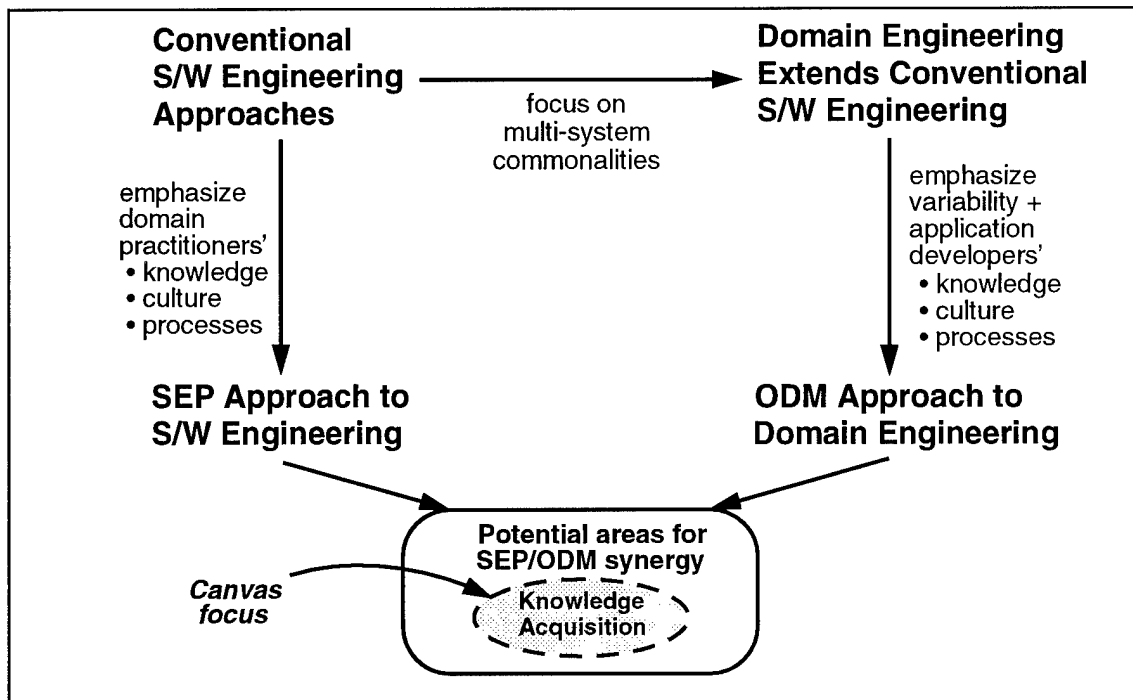 Conventional
S/W Engineering
Approaches
focus on
multi-system
commonalities
Domain Engineering
Extends Conventional
S/W Engineering
emphasize
domain
practitioners'
• knowledge
• culture
• processes
emphasize
variability +
application
developers'
• knowledge
• culture
• processes
SEP Approach to
S/W Engineering
ODM Approach to
Domain Engineering
Potential areas for
SEP/ODM synergy
Canvas
focus
Knowledge
Acquisition